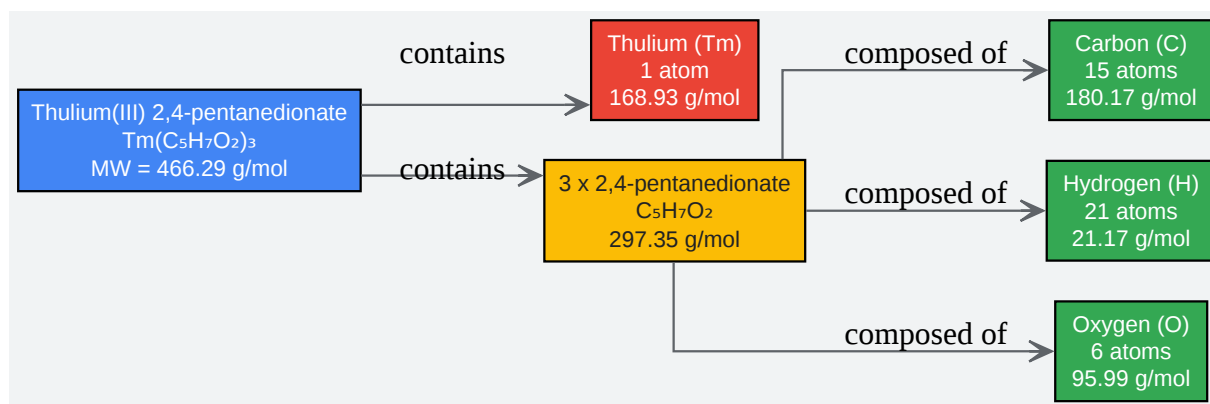 Thulium(III) 2,4-pentanedionate
Tm(C₅H₇O₂)₃
MW = 466.29 g/mol
contains
contains
Thulium (Tm)
1 atom
168.93 g/mol
3 x 2,4-pentanedionate
C₅H₇O₂
297.35 g/mol
composed of
composed of
composed of
Carbon (C)
15 atoms
180.17 g/mol
Hydrogen (H)
21 atoms
21.17 g/mol
Oxygen (O)
6 atoms
95.99 g/mol